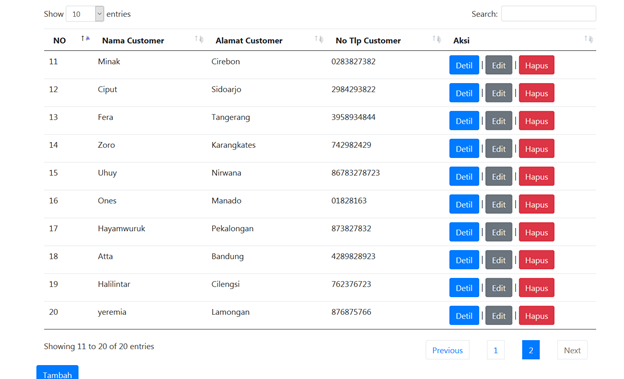 Show 10 entries Search:
NO Nama Customer Alamat Customer No Tlp Customer Aksi
11 Minak Cirebon 0283827382 Detil | Edit | Hapus
12 Ciput Sidoarjo 2984293822 Detil | Edit | Hapus
13 Fera Tangerang 3958934844 Detil | Edit | Hapus
14 Zoro Karangkates 742982429 Detil | Edit | Hapus
15 Uhuy Nirwana 86783278723 Detil | Edit | Hapus
16 Ones Manado 01828163 Detil | Edit | Hapus
17 Hayamwuruk Pekalongan 873827832 Detil | Edit | Hapus
18 Atta Bandung 4289828923 Detil | Edit | Hapus
19 Halilintar Cilengsi 762376723 Detil | Edit | Hapus
20 yeremia Lamongan 876875766 Detil | Edit | Hapus
Showing 11 to 20 of 20 entries Previous 1 2 Next
Tambah